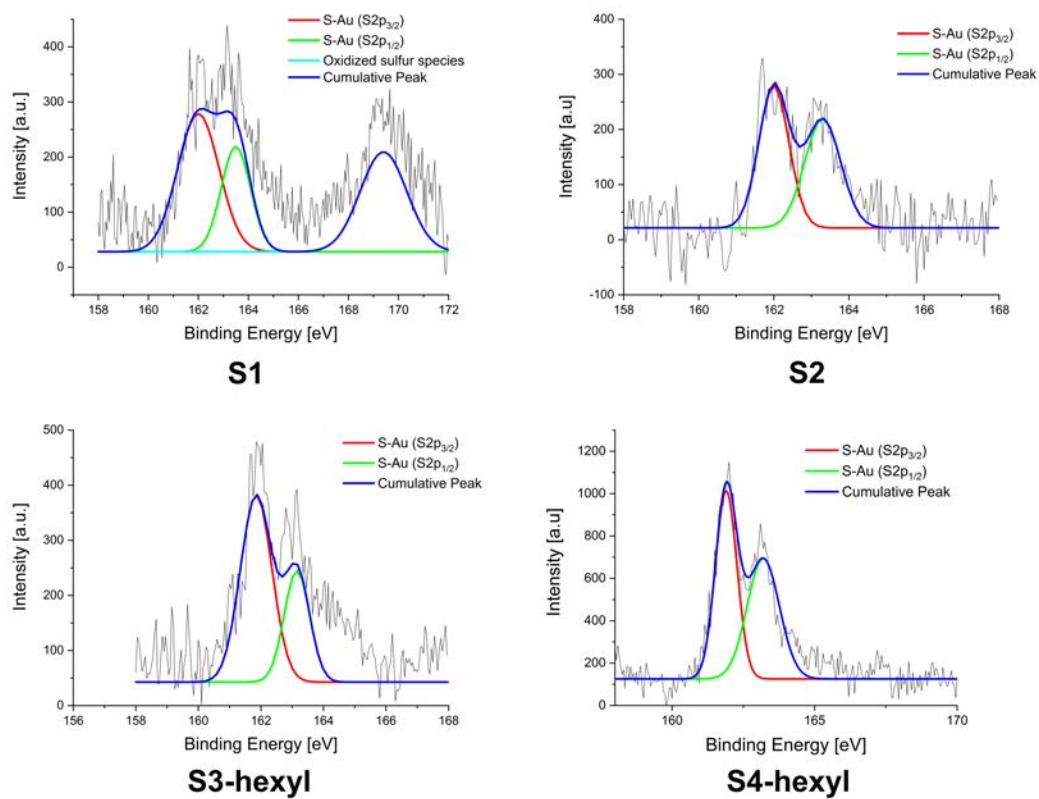 S-Au (S2p3/2)
S-Au (S2p1/2)
Oxidized sulfur species
Cumulative Peak
400
300
200
100
0
Intensity [a.u.]
158 160 162 164 166 168 170 172
Binding Energy [eV]
S1
S-Au (S2p3/2)
S-Au (S2p1/2)
Cumulative Peak
400
300
200
100
0
-100
Intensity [a.u]
158 160 162 164 166 168
Binding Energy [eV]
S2
S-Au (S2p3/2)
S-Au (S2p1/2)
Cumulative Peak
500
400
300
200
100
0
Intensity [a.u.]
156 158 160 162 164 166 168
Binding Energy [eV]
S3-hexyl
S-Au (S2p3/2)
S-Au (S2p1/2)
Cumulative Peak
1200
1000
800
600
400
200
0
Intensity [a.u]
160 165 170
Binding Energy [eV]
S4-hexyl